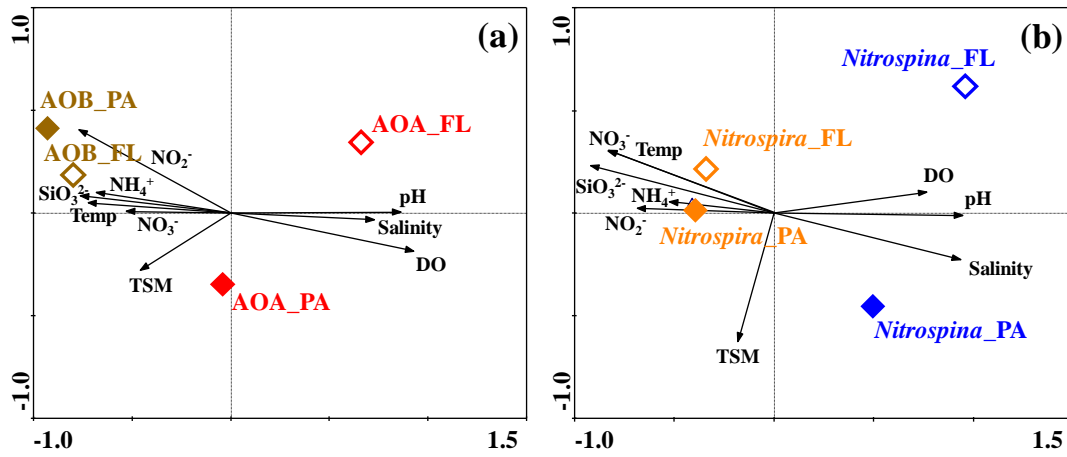 1.0
(a)
AOB_PA
AOB_FL
AOA_FL
NO₂⁻
NH₄⁺
SiO₃²⁻
pH
Temp
NO₃⁻
Salinity
DO
TSM
AOA_PA
-1.0
-1.0
1.5
1.0
(b)
Nitrospina_FL
NO₃⁻
Temp
Nitrospira_FL
SiO₃²⁻
DO
NH₄⁺
pH
NO₂⁻
Nitrospira_PA
Salinity
TSM
Nitrospina_PA
-1.0
-1.0
1.5